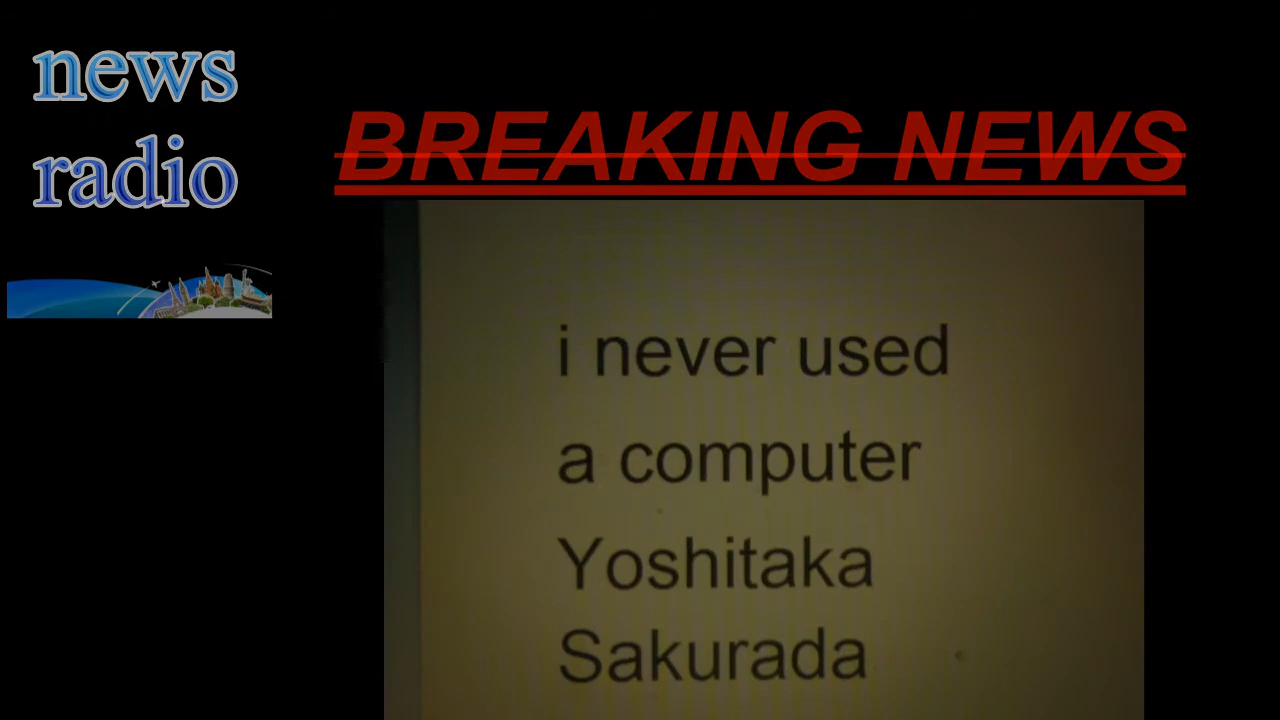 news
radio
BREAKING NEWS
i never used
a computer
Yoshitaka
Sakurada